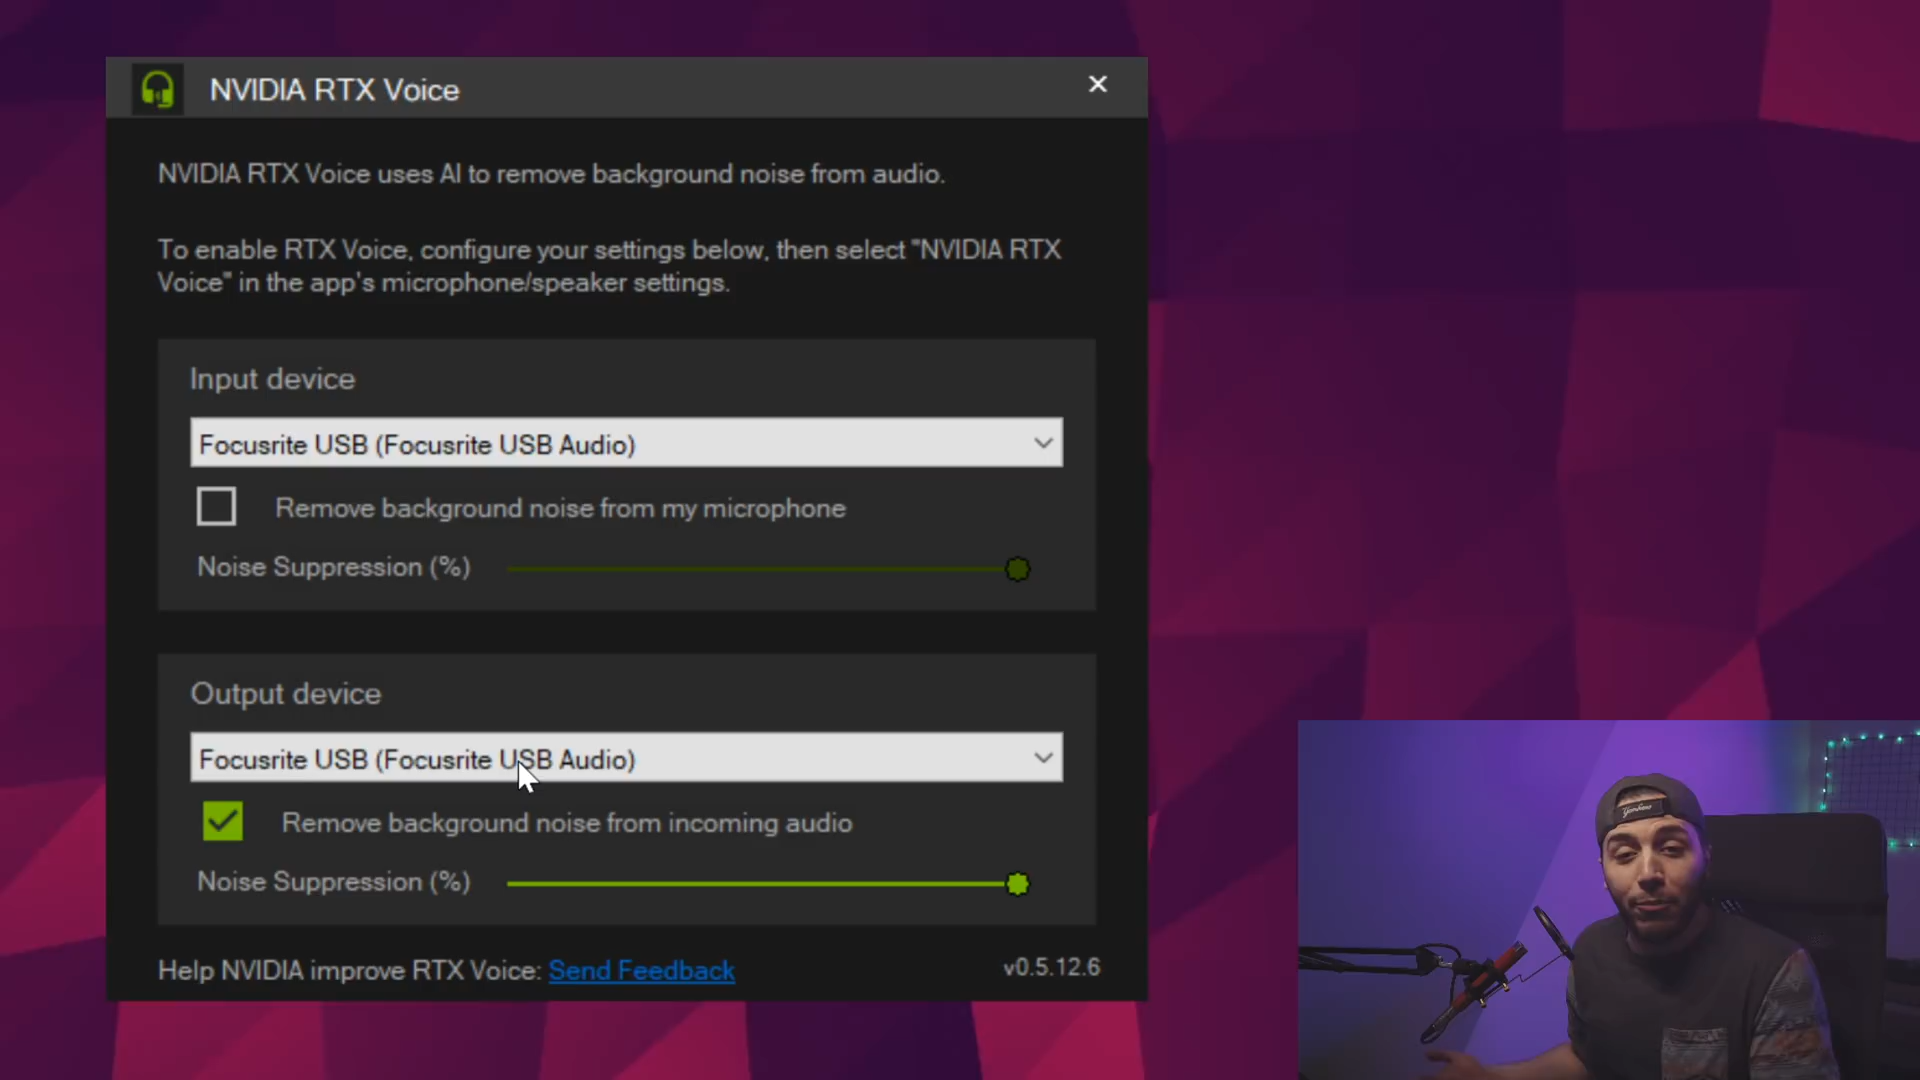 NVIDIA RTX Voice
NVIDIA RTX Voice uses AI to remove background noise from audio.
To enable RTX Voice, configure your settings below, then select "NVIDIA RTX
Voice" in the app's microphone/speaker settings.
Input device
Focusrite USB (Focusrite USB Audio)
Remove background noise from my microphone
Noise Suppression (%)
Output device
Focusrite USB (Focusrite USB Audio)
Remove background noise from incoming audio
Noise Suppression (%)
Help NVIDIA improve RTX Voice: Send Feedback
v0.5.12.6